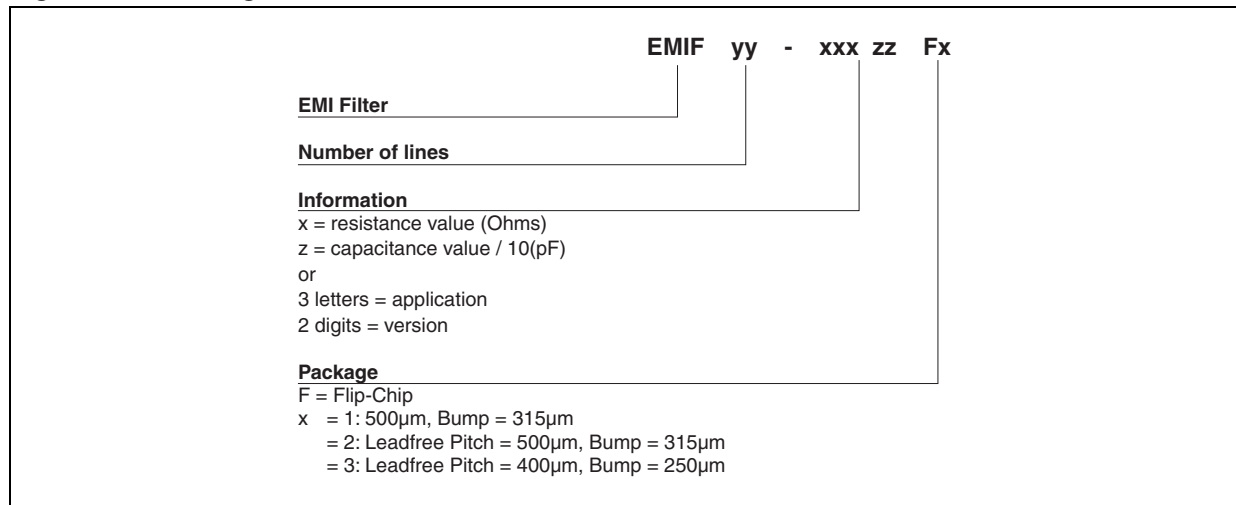 EMIF yy - xxx zz Fx
EMI Filter
Number of lines
Information
x = resistance value (Ohms)
z = capacitance value / 10(pF)
or
3 letters = application
2 digits = version
Package
F = Flip-Chip
x = 1: 500µm, Bump = 315µm
= 2: Leadfree Pitch = 500µm, Bump = 315µm
= 3: Leadfree Pitch = 400µm, Bump = 250µm